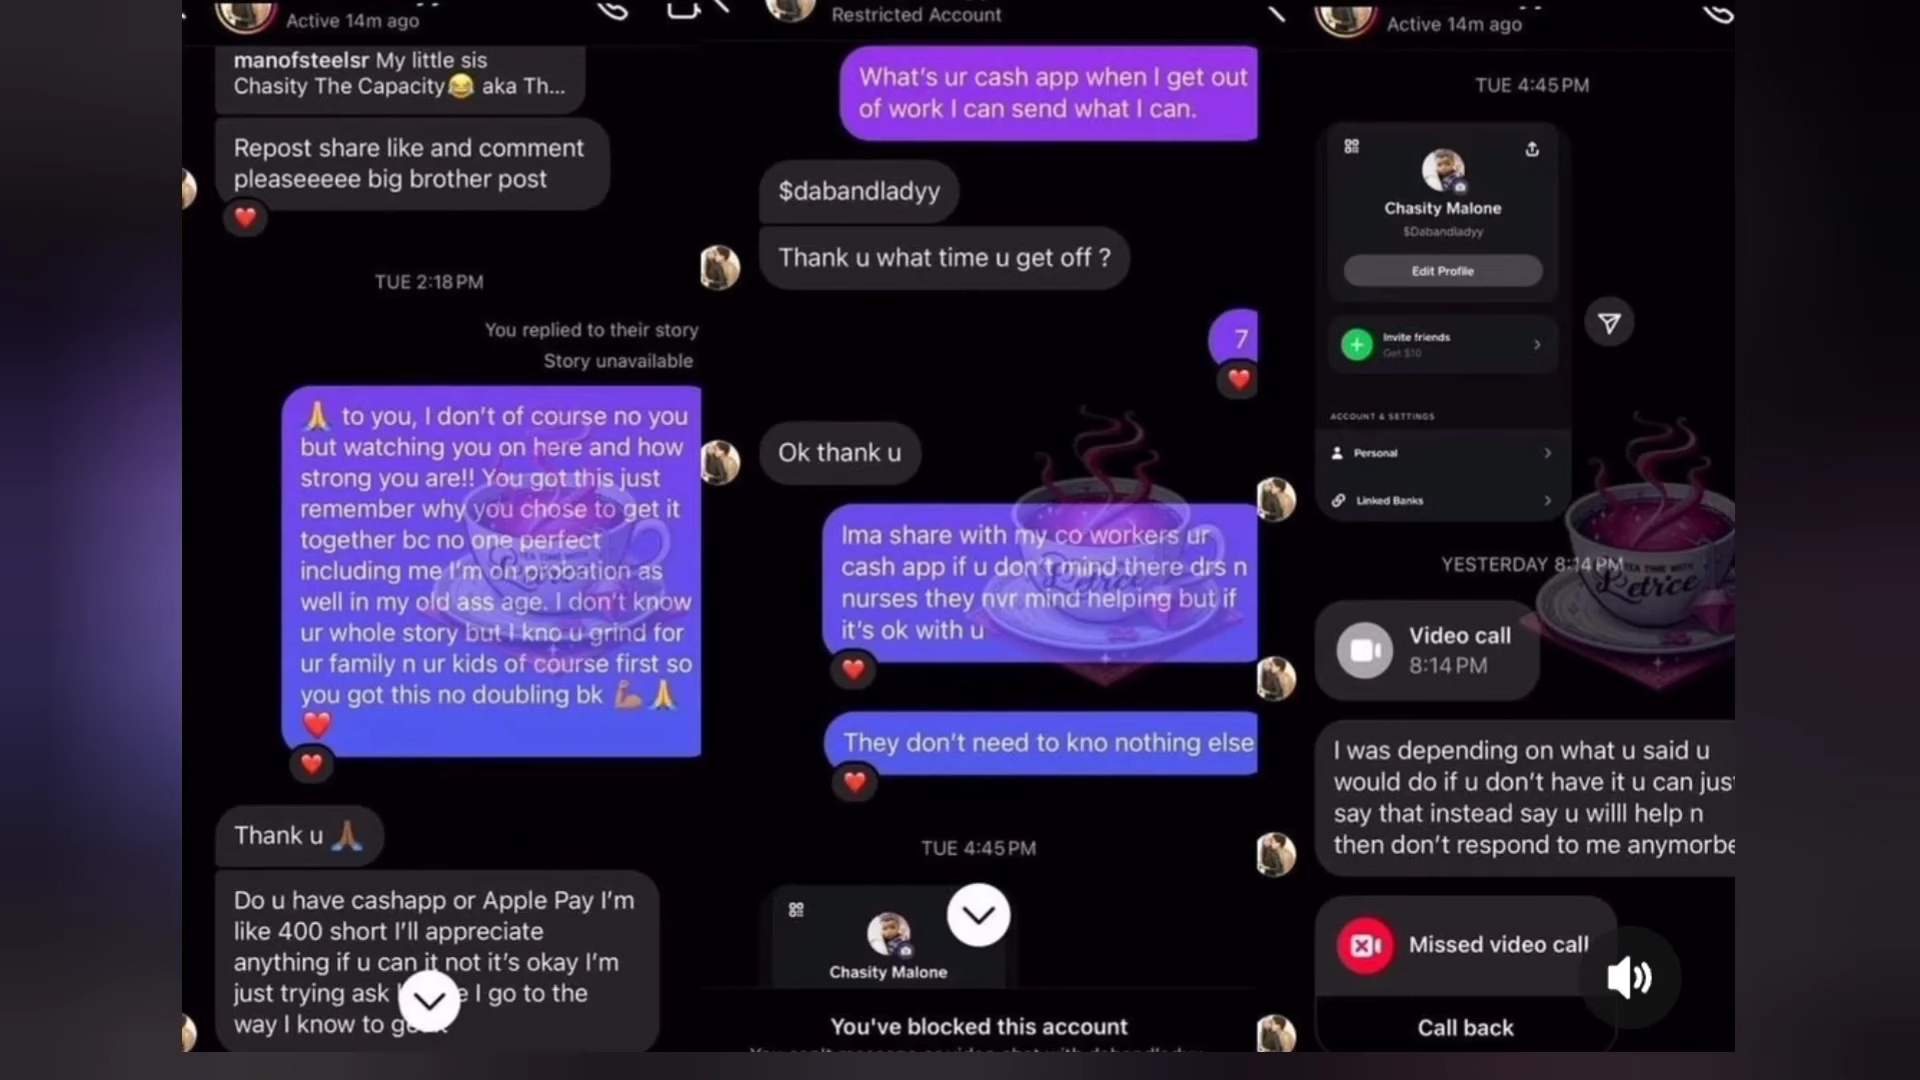 Active 14m ago
manofsteelsr My little sis
Chasity The Capacity😂 aka Th...
Repost share like and comment
pleaseeeee big brother post
❤️
TUE 2:18 PM
You replied to their story
Story unavailable
🙏 to you, I don't of course no you
but watching you on here and how
strong you are!! You got this just
remember why you chose to get it
together bc no one perfect
including me I'm on probation as
well in my old ass age. I don't know
ur whole story but I kno u grind for
ur family n ur kids of course first so
you got this no doubling bk 💪🏽🙏
❤️
❤️
Thank u 🙏🏾
Do u have cashapp or Apple Pay I'm
like 400 short I'll appreciate
anything if u can it not it's okay I'm
just trying ask I go to the
way I know to
Restricted Account
What's ur cash app when I get out
of work I can send what I can.
$dabandladyy
Thank u what time u get off ?
7
❤️
Ok thank u
Ima share with my co workers ur
cash app if u don't mind there drs n
nurses they nvr mind helping but if
it's ok with u
❤️
They don't need to kno nothing else
❤️
TUE 4:45 PM
Chasity Malone
You've blocked this account
Active 14m ago
TUE 4:45 PM
Chasity Malone
$Dabandladyy
Edit Profile
Invite friends
Get $10
ACCOUNT & SETTINGS
Personal
Linked Banks
YESTERDAY 8:14 PM
TEA TIME WITH
Letrice
Video call
8:14 PM
I was depending on what u said u
would do if u don't have it u can jus
say that instead say u willl help n
then don't respond to me anymorbe
Missed video call
Call back